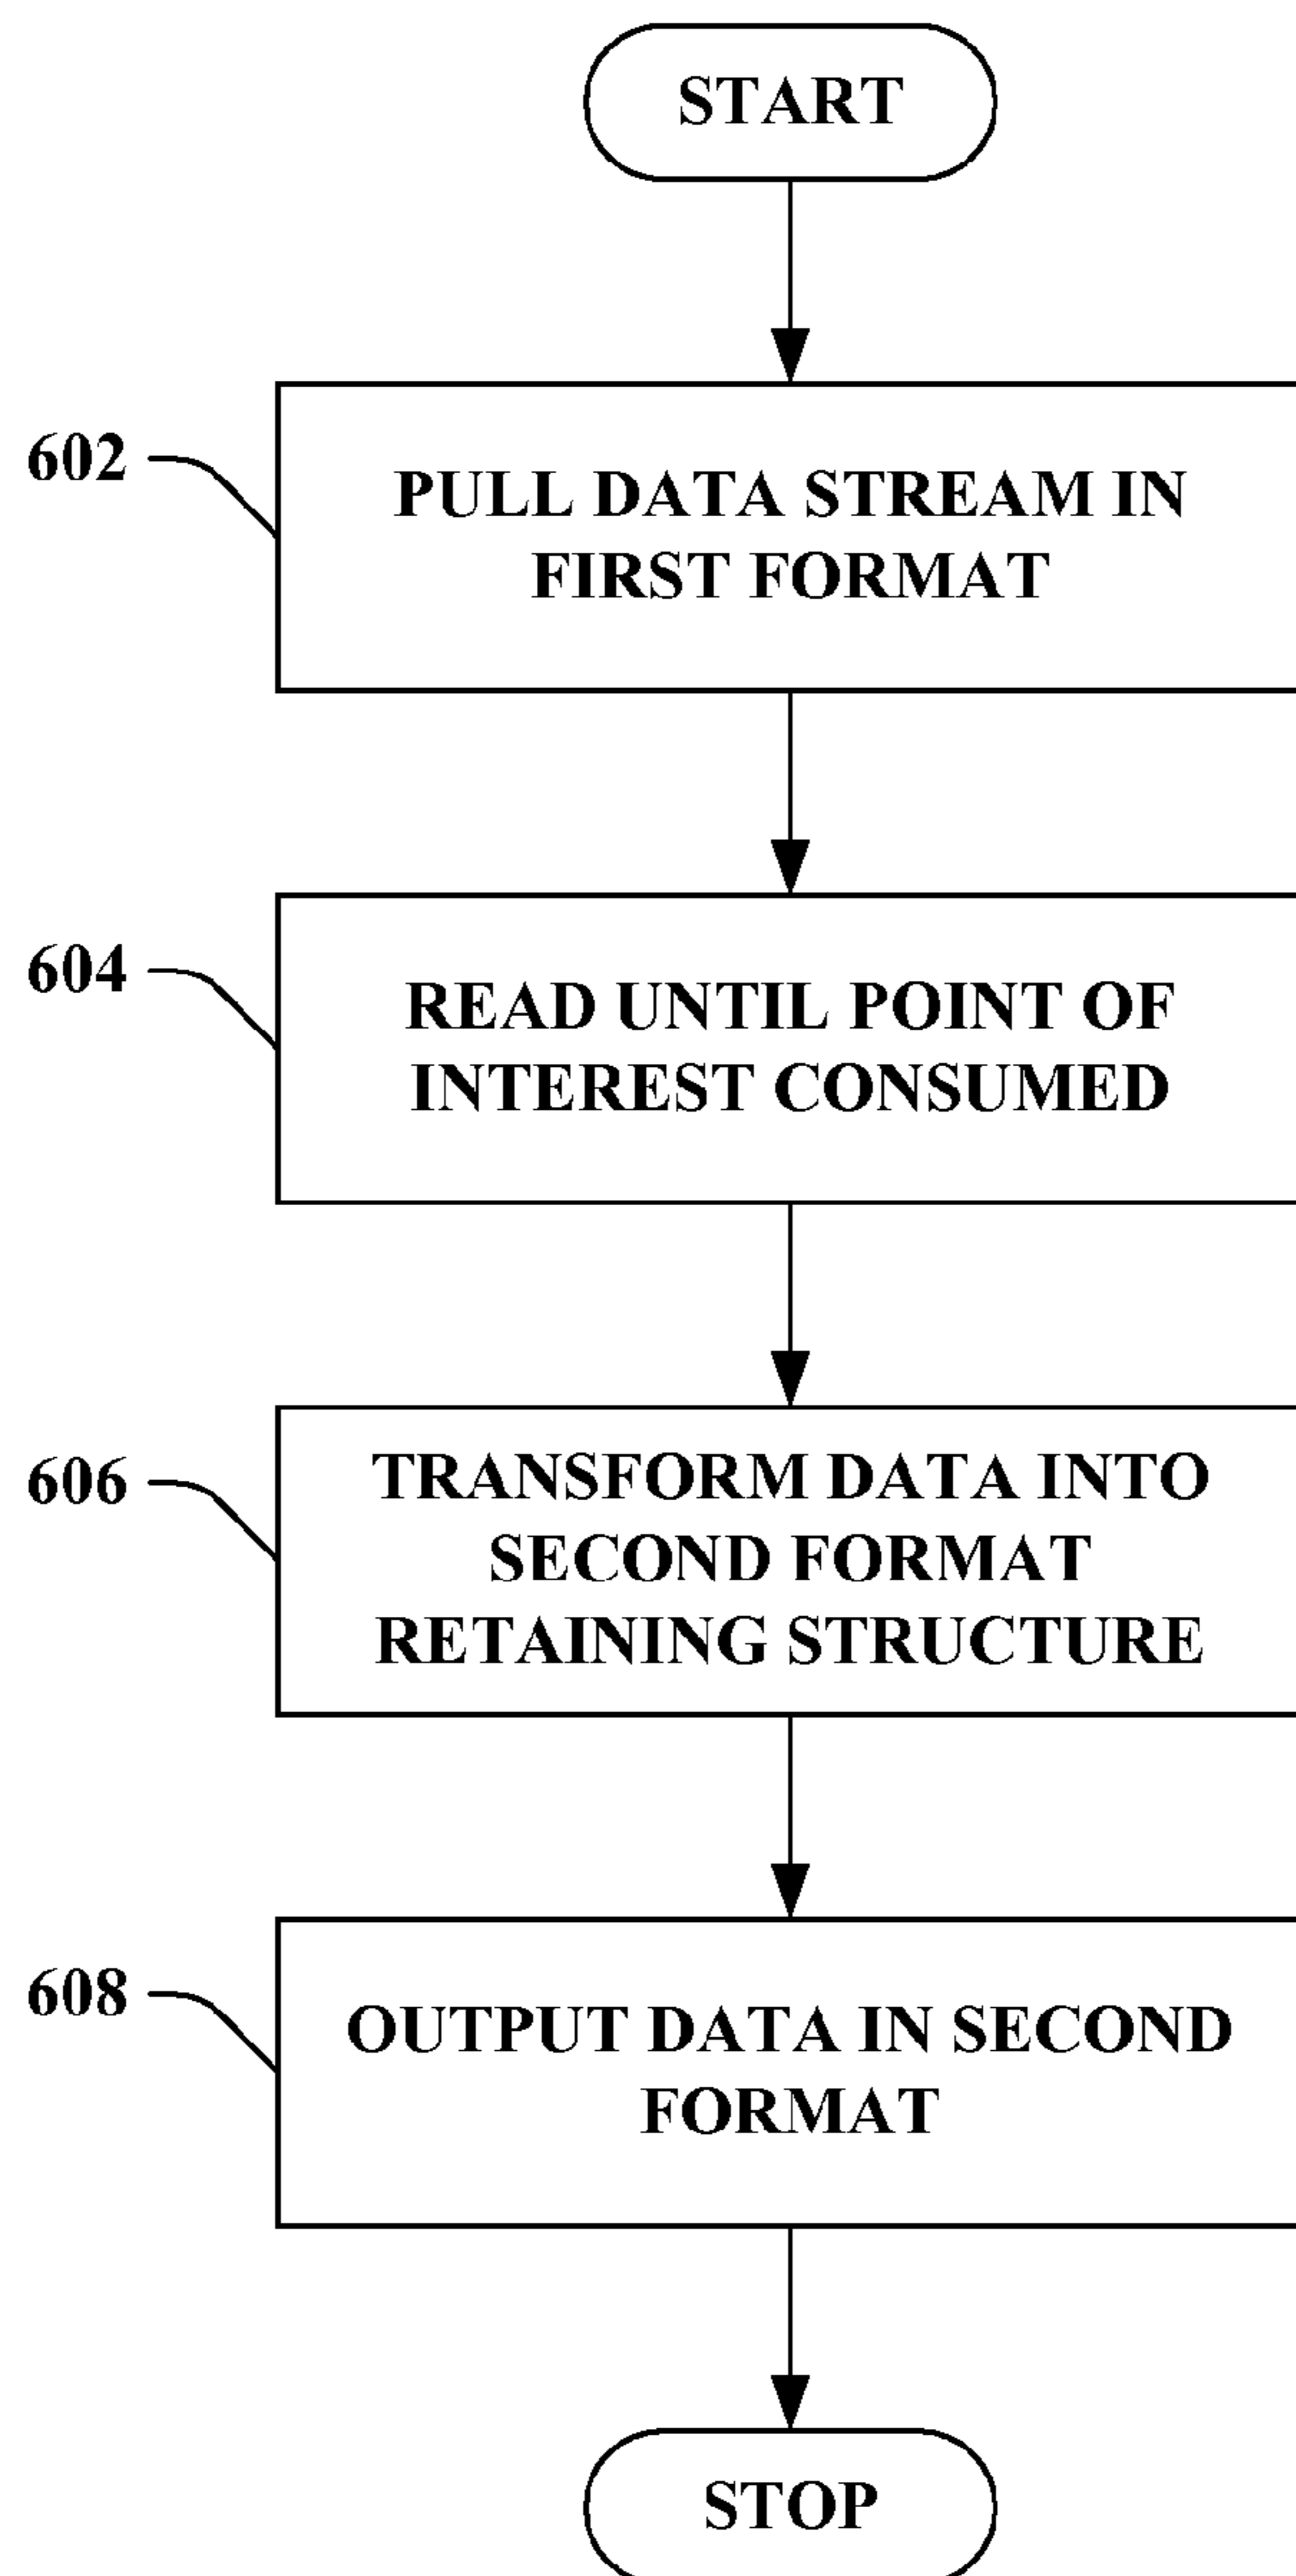 START
602
PULL DATA STREAM IN
FIRST FORMAT
604
READ UNTIL POINT OF
INTEREST CONSUMED
606
TRANSFORM DATA INTO
SECOND FORMAT
RETAINING STRUCTURE
608
OUTPUT DATA IN SECOND
FORMAT
STOP